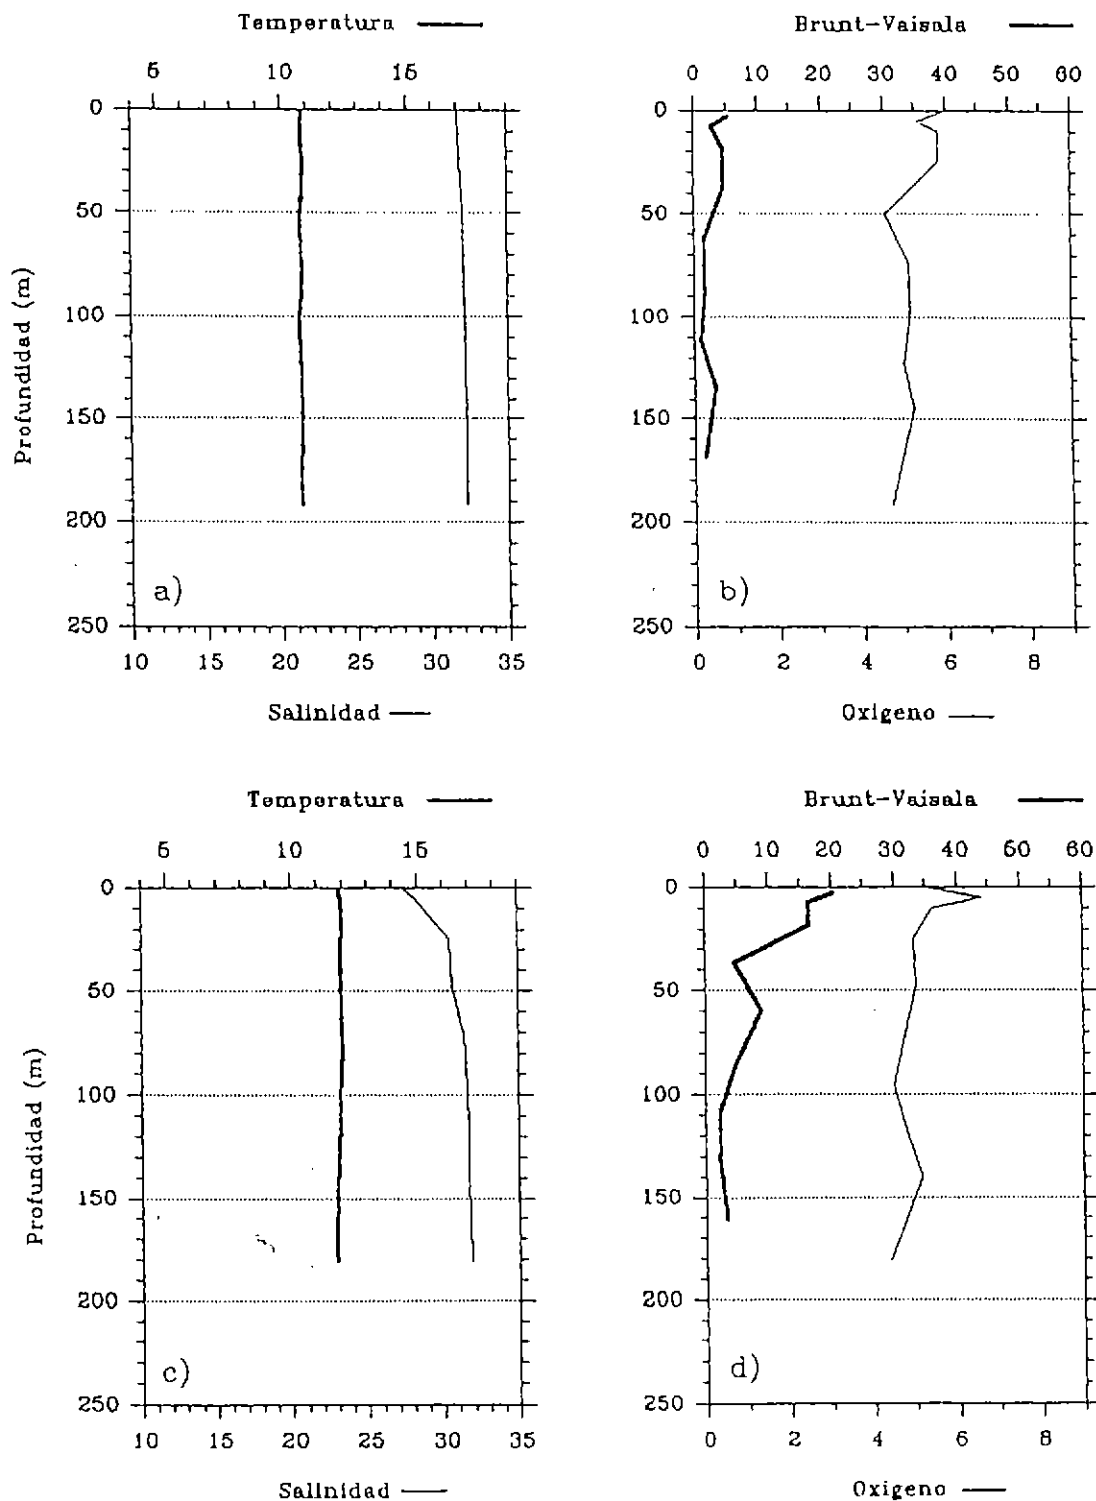 Temperatura Brunt-Vaisala
5 10 15 0 10 20 30 40 50 60
0 0
50 50
100 100
150 150
200 200
250 250
Profundidad (m)
a) b)
10 15 20 25 30 35 0 2 4 6 8
Salinidad Oxigeno
Temperatura Brunt-Vaisala
5 10 15 0 10 20 30 40 50 60
0 0
50 50
100 100
150 150
200 200
250 250
Profundidad (m)
c) d)
10 15 20 25 30 35 0 2 4 6 8
Salinidad Oxigeno